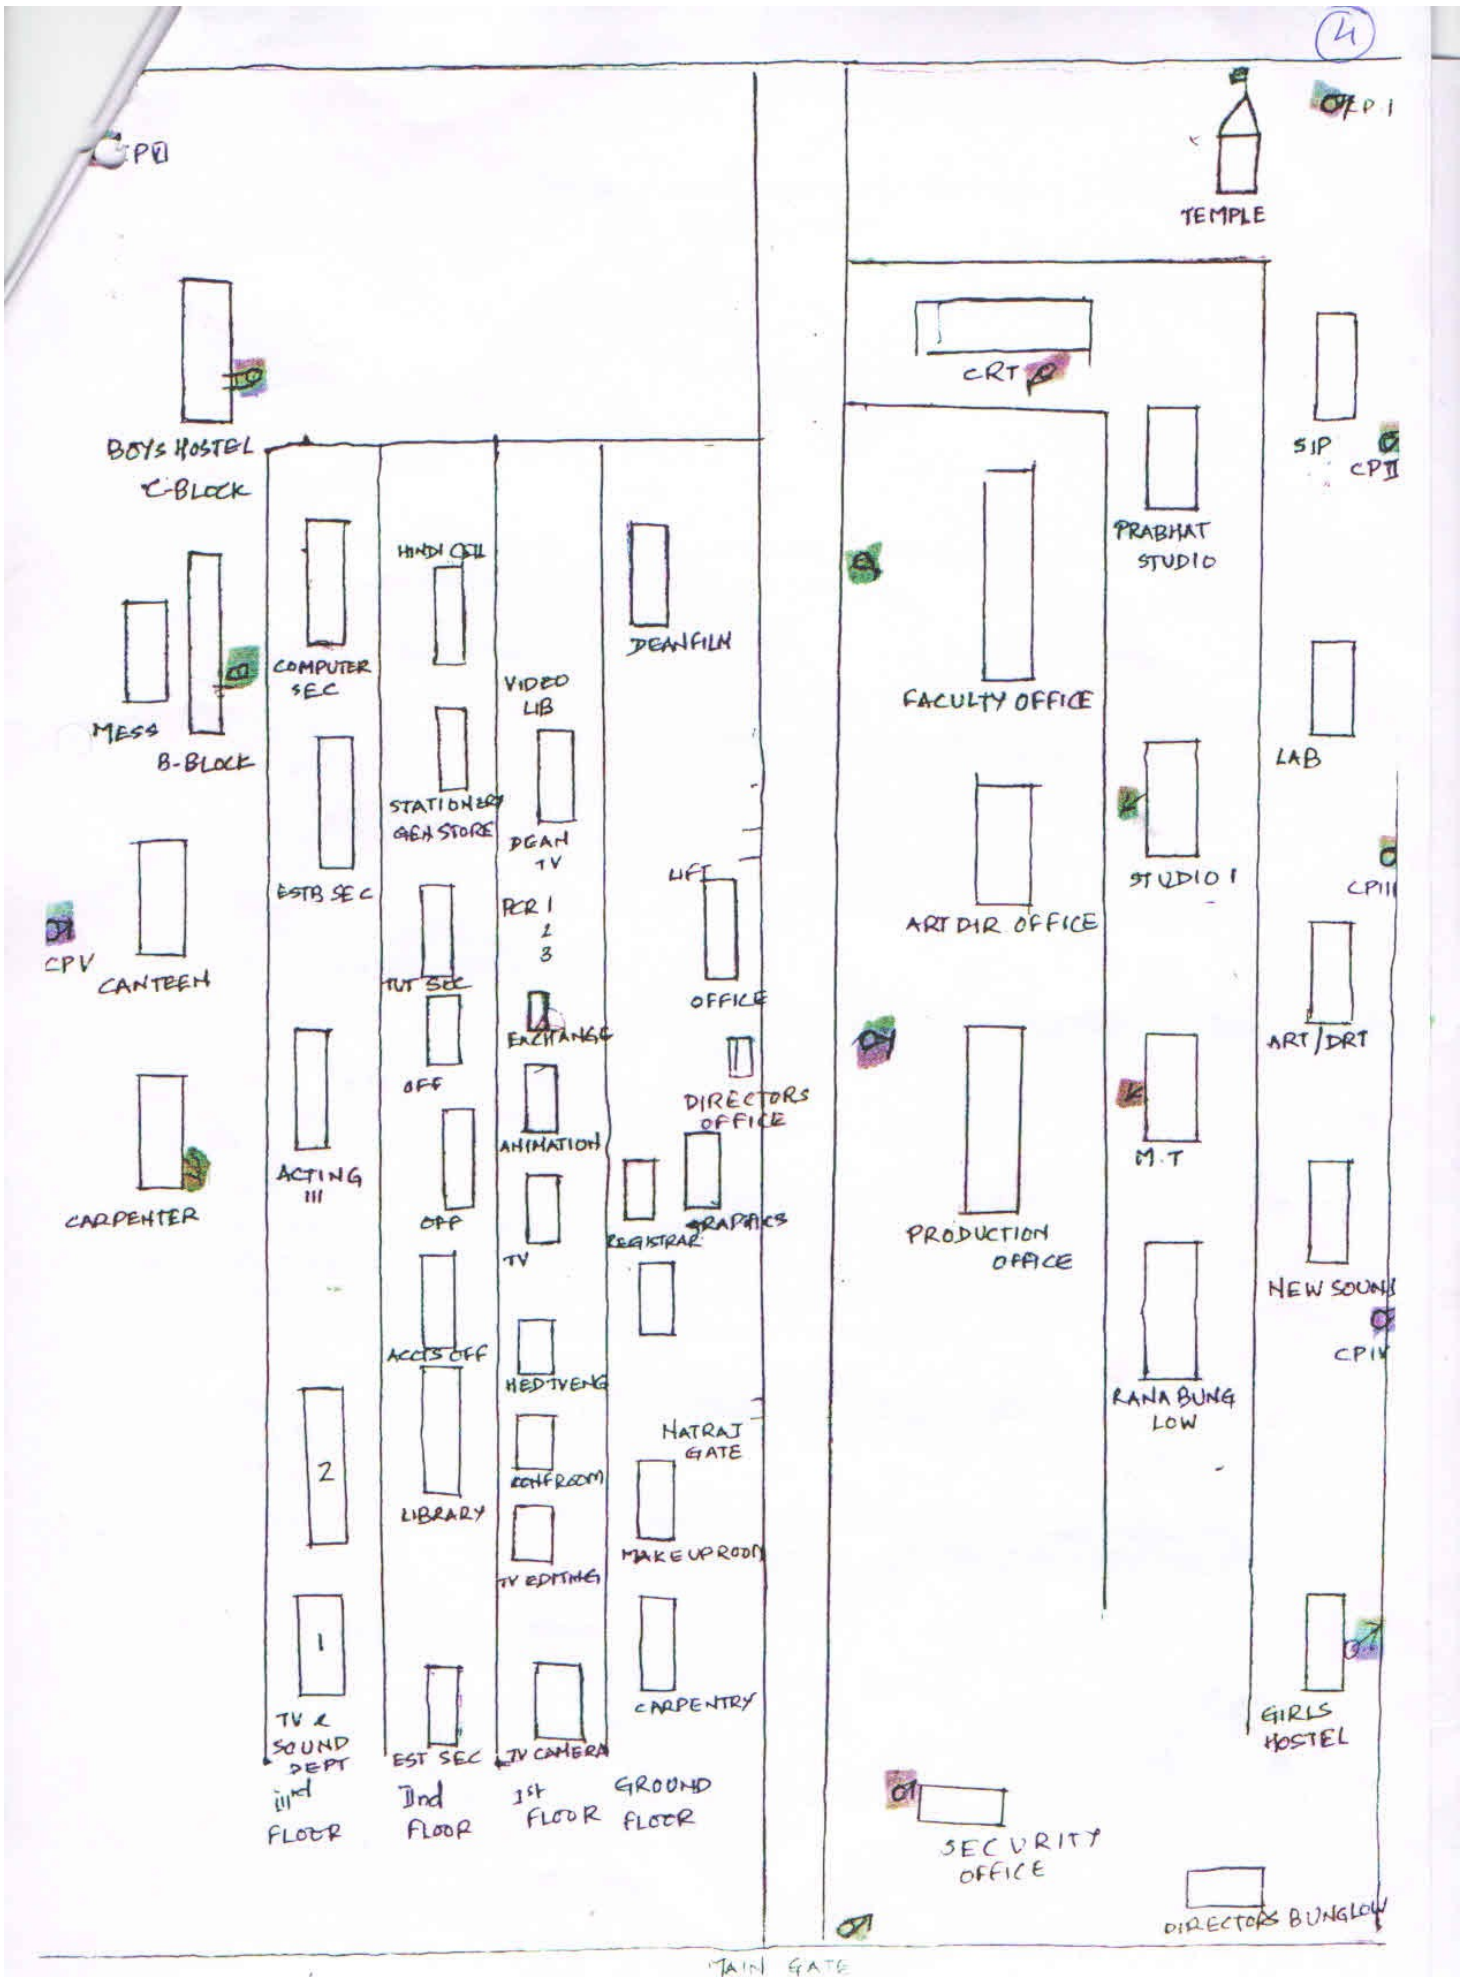 4
CP I
TEMPLE
CRT
BOYS HOSTEL
C-BLOCK
SIP
CP II
PRABHAT
STUDIO
HINDI CELL
DEAN FILM
COMPUTER
SEC
MESS
B-BLOCK
VIDEO
LIB
FACULTY OFFICE
LAB
STATIONERY
GEN STORE
DEAN
TV
ESTB SEC
LIFT
STUDIO 1
CP III
PCR 1
2
3
ART DIR OFFICE
CPV
CANTEEN
TUT SEC
OFFICE
EXCHANGE
ART/DRT
OFF
DIRECTORS
OFFICE
ANIMATION
ACTING
III
M.T
CARPENTER
OFF
TV
REGISTRAR
GRAPHICS
PRODUCTION
OFFICE
NEW SOUND
CP IV
ACCTS OFF
HED TV ENG
RANA BUNG
LOW
NATRAJ
GATE
2
CONF ROOM
LIBRARY
MAKEUP ROOM
TV EDITING
1
CARPENTRY
GIRLS
HOSTEL
TV &
SOUND
DEPT
EST SEC
TV CAMERA
IIIrd
FLOOR
IInd
FLOOR
1st
FLOOR
GROUND
FLOOR
SECURITY
OFFICE
DIRECTORS BUNGLOW
MAIN GATE